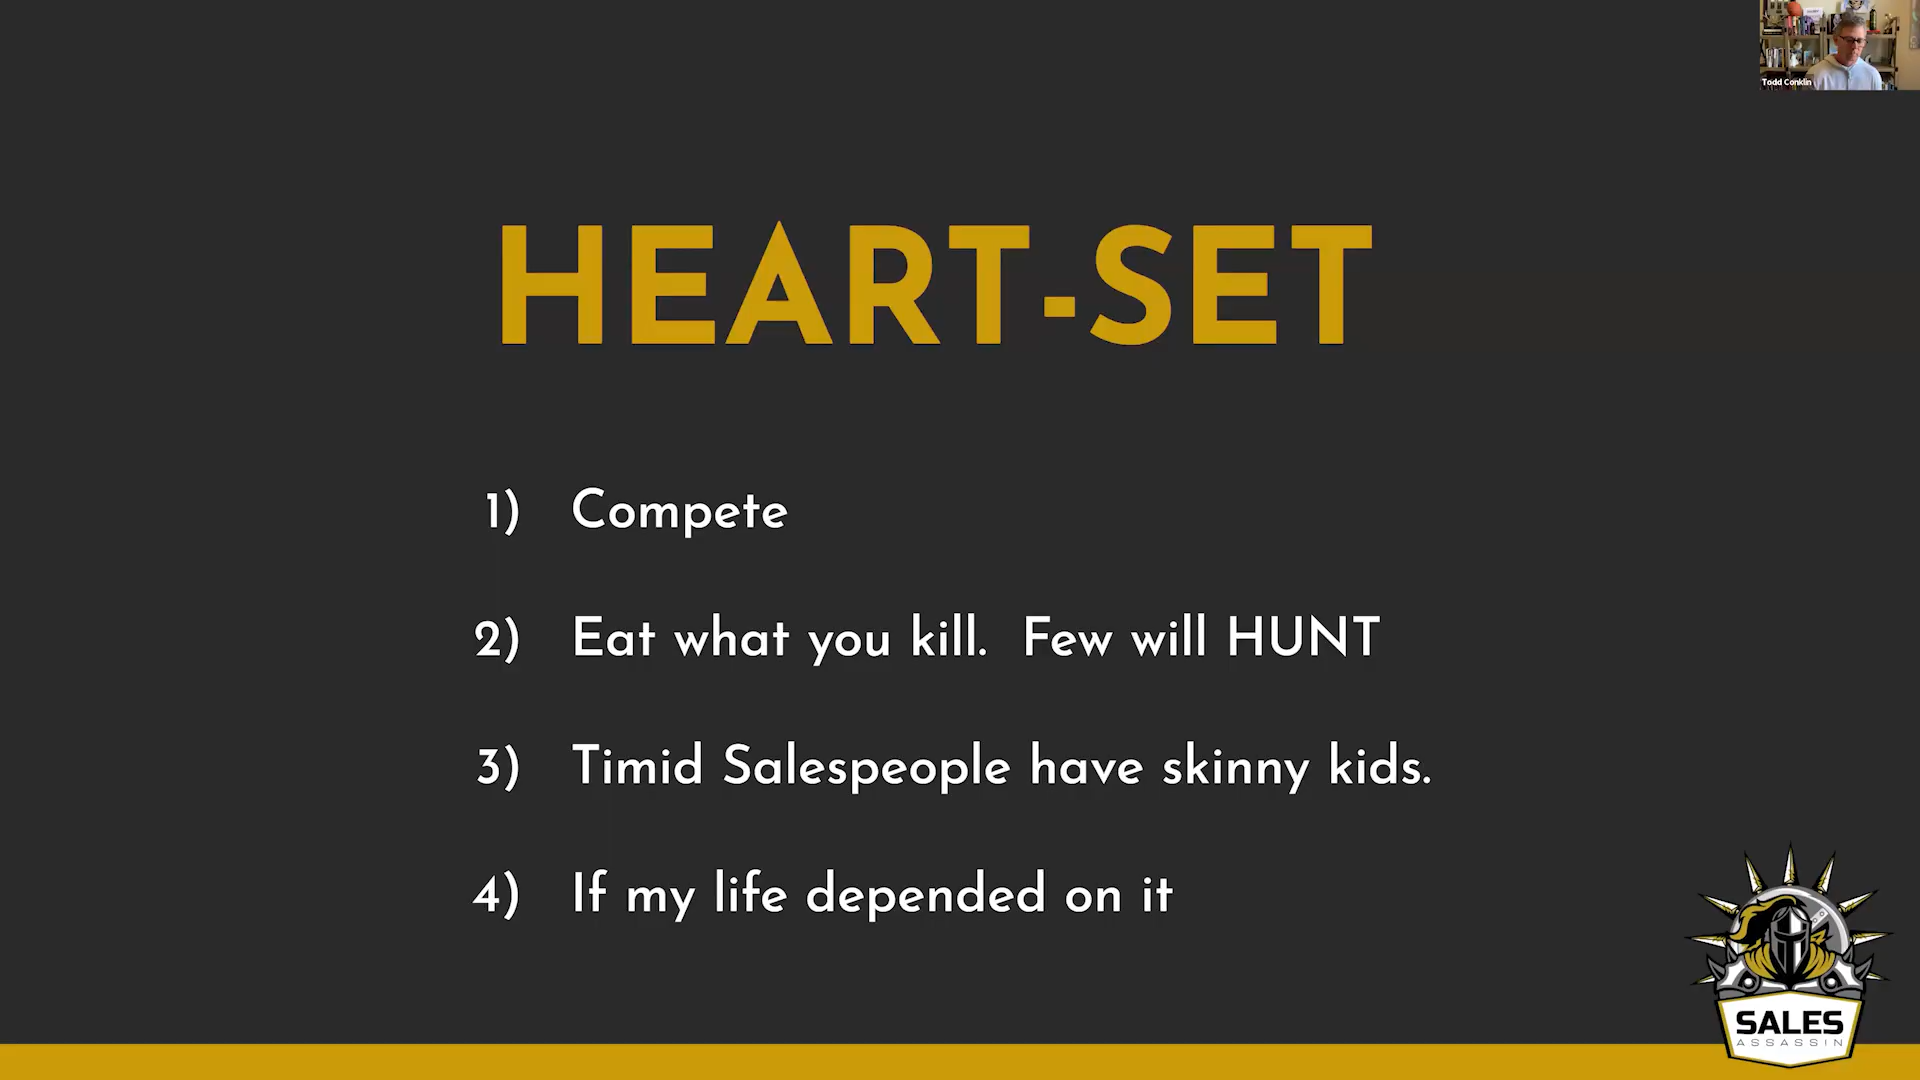 Todd Conklin
HEART-SET
1) Compete
2) Eat what you kill. Few will HUNT
3) Timid Salespeople have skinny kids.
4) If my life depended on it
SALES
ASSASSIN